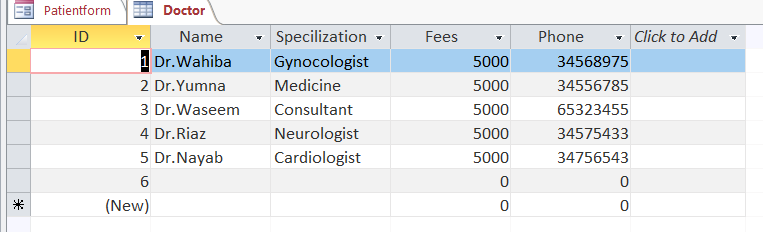 Patientform Doctor
ID Name Specilization Fees Phone Click to Add
1 Dr.Wahiba Gynocologist 5000 34568975
2 Dr.Yumna Medicine 5000 34556785
3 Dr.Waseem Consultant 5000 65323455
4 Dr.Riaz Neurologist 5000 34575433
5 Dr.Nayab Cardiologist 5000 34756543
6 0 0
(New) 0 0